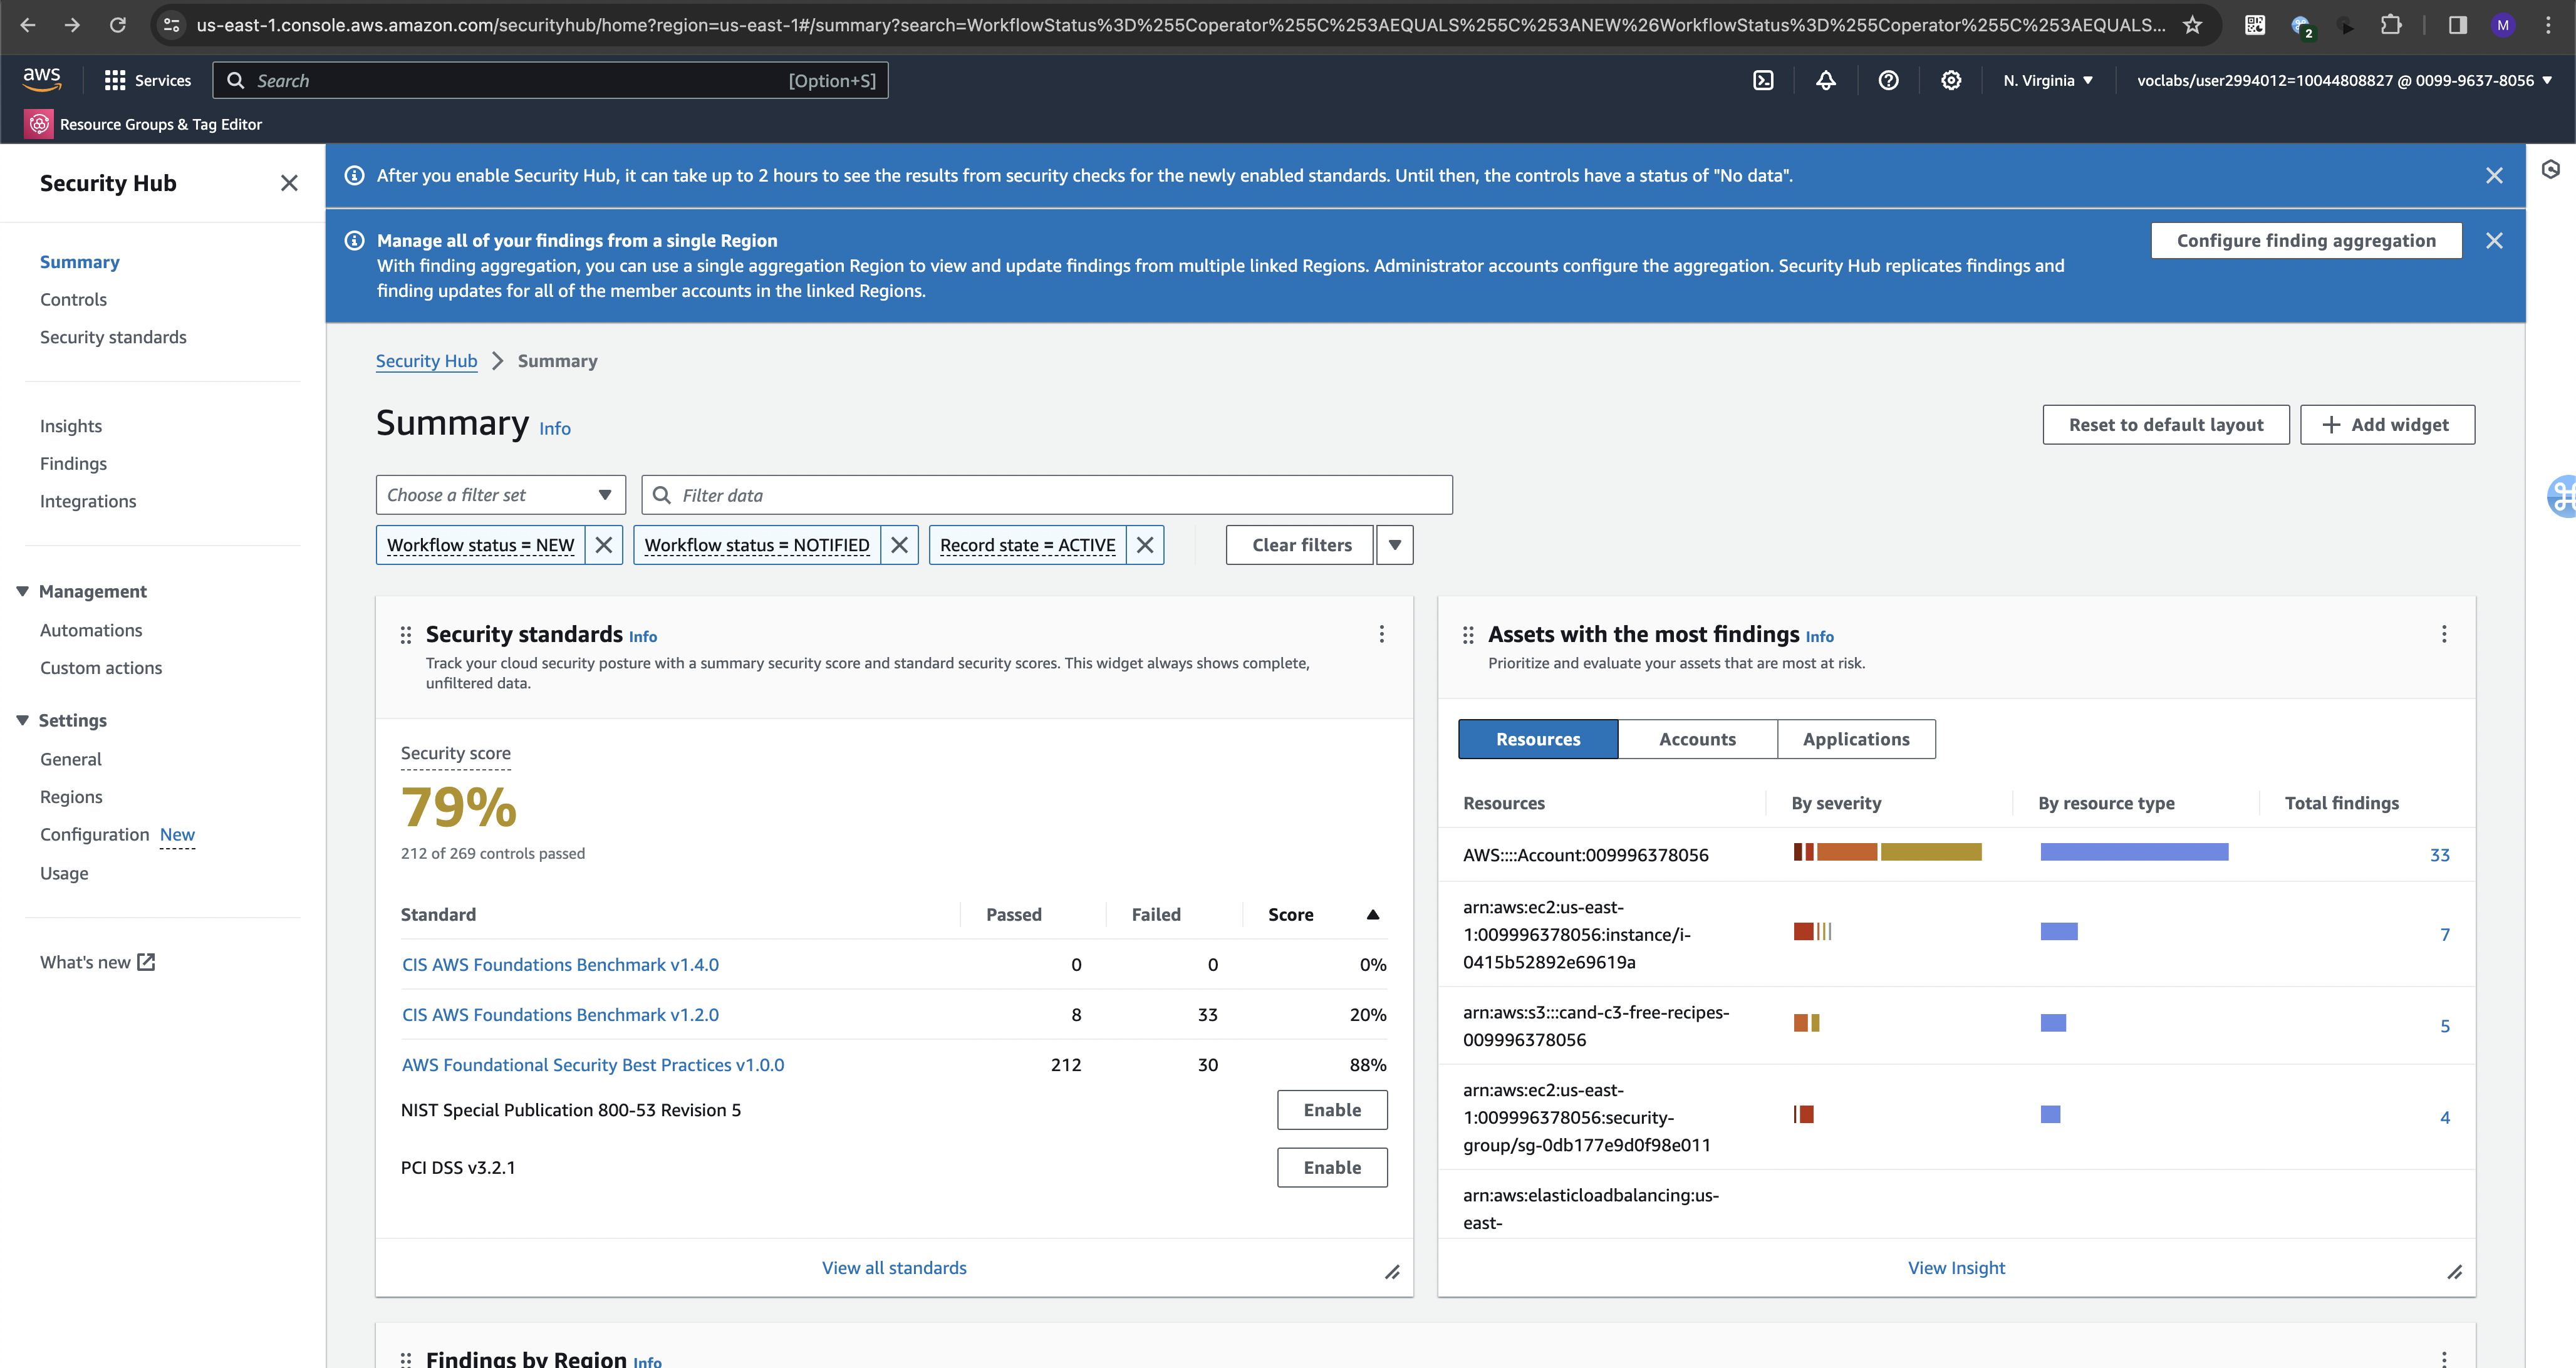 us-east-1.console.aws.amazon.com/securityhub/home?region=us-east-1#/summary?search=WorkflowStatus%3D%255Coperator%255C%253AEQUALS%255C%253ANEW%26WorkflowStatus%3D%255Coperator%255C%253AEQUALS...
2
M
aws
Services
Search
[Option+S]
N. Virginia
voclabs/user2994012=10044808827 @ 0099-9637-8056
Resource Groups & Tag Editor
Security Hub
Summary
Controls
Security standards
Insights
Findings
Integrations
Management
Automations
Custom actions
Settings
General
Regions
Configuration New
Usage
What's new
After you enable Security Hub, it can take up to 2 hours to see the results from security checks for the newly enabled standards. Until then, the controls have a status of "No data".
Manage all of your findings from a single Region
With finding aggregation, you can use a single aggregation Region to view and update findings from multiple linked Regions. Administrator accounts configure the aggregation. Security Hub replicates findings and
finding updates for all of the member accounts in the linked Regions.
Configure finding aggregation
Security Hub > Summary
Summary Info
Reset to default layout
Add widget
Choose a filter set
Filter data
Workflow status = NEW
Workflow status = NOTIFIED
Record state = ACTIVE
Clear filters
Security standards Info
Track your cloud security posture with a summary security score and standard security scores. This widget always shows complete,
unfiltered data.
Security score
79%
212 of 269 controls passed
Standard Passed Failed Score
CIS AWS Foundations Benchmark v1.4.0 0 0 0%
CIS AWS Foundations Benchmark v1.2.0 8 33 20%
AWS Foundational Security Best Practices v1.0.0 212 30 88%
NIST Special Publication 800-53 Revision 5 Enable
PCI DSS v3.2.1 Enable
View all standards
Assets with the most findings Info
Prioritize and evaluate your assets that are most at risk.
Resources Accounts Applications
Resources By severity By resource type Total findings
AWS::::Account:009996378056 33
arn:aws:ec2:us-east-
1:009996378056:instance/i-
0415b52892e69619a
7
arn:aws:s3:::cand-c3-free-recipes-
009996378056
5
arn:aws:ec2:us-east-
1:009996378056:security-
group/sg-0db177e9d0f98e011
4
arn:aws:elasticloadbalancing:us-
east-
View Insight
Findings by Region Info